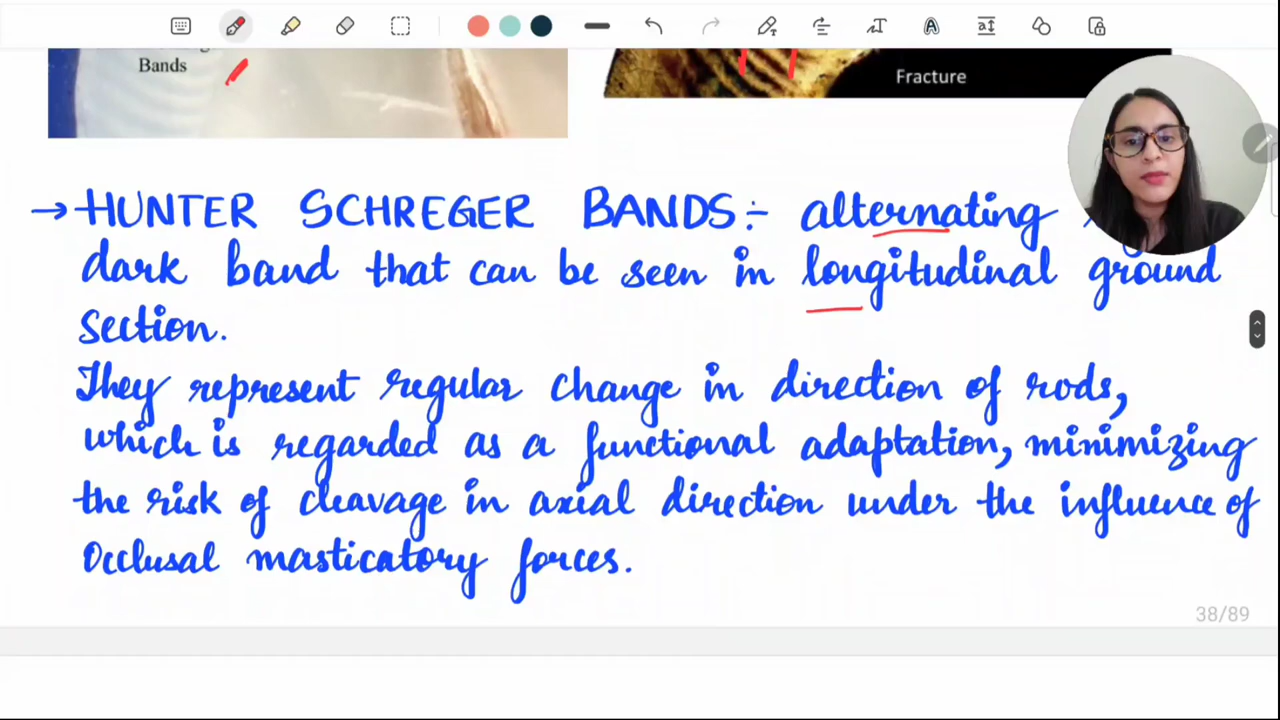 Bands
Fracture
→ HUNTER SCHREGER BANDS :- alternating
dark band that can be seen in longitudinal ground
section.
They represent regular change in direction of rods,
which is regarded as a functional adaptation, minimizing
the risk of cleavage in axial direction under the influence of
Occlusal masticatory forces.
38/89